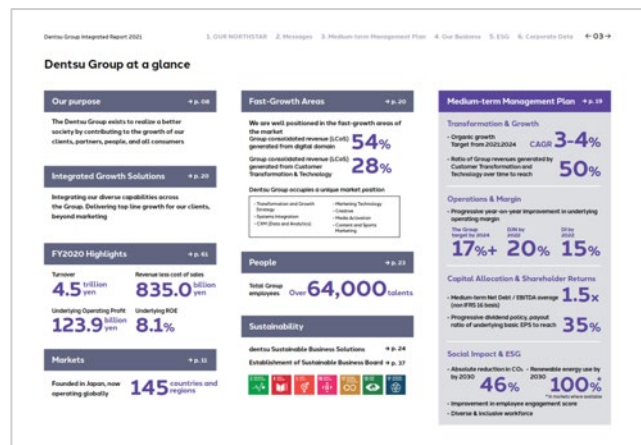 Dentsu Group Integrated Report 2021
1. OUR NORTHSTAR 2. Messages 3. Medium-term Management Plan 4. Our Business 5. ESG 6. Corporate Data ←03→
Dentsu Group at a glance
Our purpose → p. 08
The Dentsu Group exists to realize a better
society by contributing to the growth of our
clients, partners, people, and all consumers
Integrated Growth Solutions → p. 20
Integrating our diverse capabilities across
the Group. Delivering top line growth for our clients,
beyond marketing
FY2020 Highlights → p. 61
Turnover Revenue less cost of sales
4.5 trillion yen 835.0 billion yen
Underlying Operating Profit Underlying ROE
123.9 billion yen 8.1%
Markets → p. 11
Founded in Japan, now
operating globally 145 countries and regions
Fast-Growth Areas → p. 20
We are well positioned in the fast-growth areas of
the market
Group consolidated revenue (LCoS)
generated from digital domain 54%
Group consolidated revenue (LCoS)
generated from Customer
Transformation & Technology 28%
Dentsu Group occupies a unique market position
- Transformation and Growth
Strategy
- Systems Integration
- CRM (Data and Analytics)
- Marketing Technology
- Creative
- Media Activation
- Content and Sports
Marketing
People → p. 23
Total Group
employees Over 64,000 talents
Sustainability
dentsu Sustainable Business Solutions → p. 24
Establishment of Sustainable Business Board → p. 37
Medium-term Management Plan → p. 15
Transformation & Growth
- Organic growth
Target from 2021:2024 CAGR 3-4%
- Ratio of Group revenues generated by
Customer Transformation and
Technology over time to reach 50%
Operations & Margin
- Progressive year-on-year improvement in underlying
operating margin
The Group
target by 2024 DJN by
2022 DI by
2022
17%+ 20% 15%
Capital Allocation & Shareholder Returns
- Medium-term Net Debt / EBITDA average
(non IFRS 16 basis) 1.5x
- Progressive dividend policy, payout
ratio of underlying basic EPS to reach 35%
Social Impact & ESG
- Absolute reduction in CO₂
by 2030 46%
- Renewable energy use by
2030 100%*
*in markets where available
- Improvement in employee engagement score
- Diverse & inclusive workforce